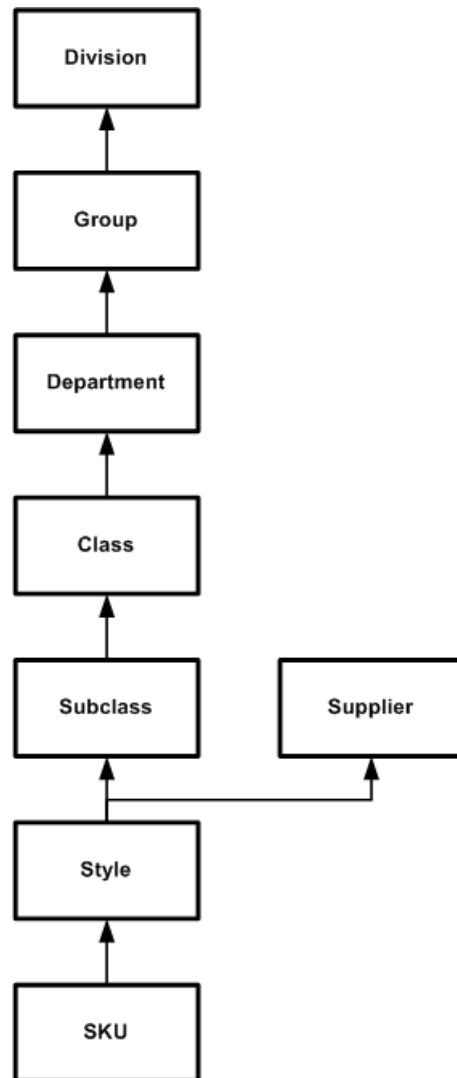 Division
Group
Department
Class
Subclass
Supplier
Style
SKU